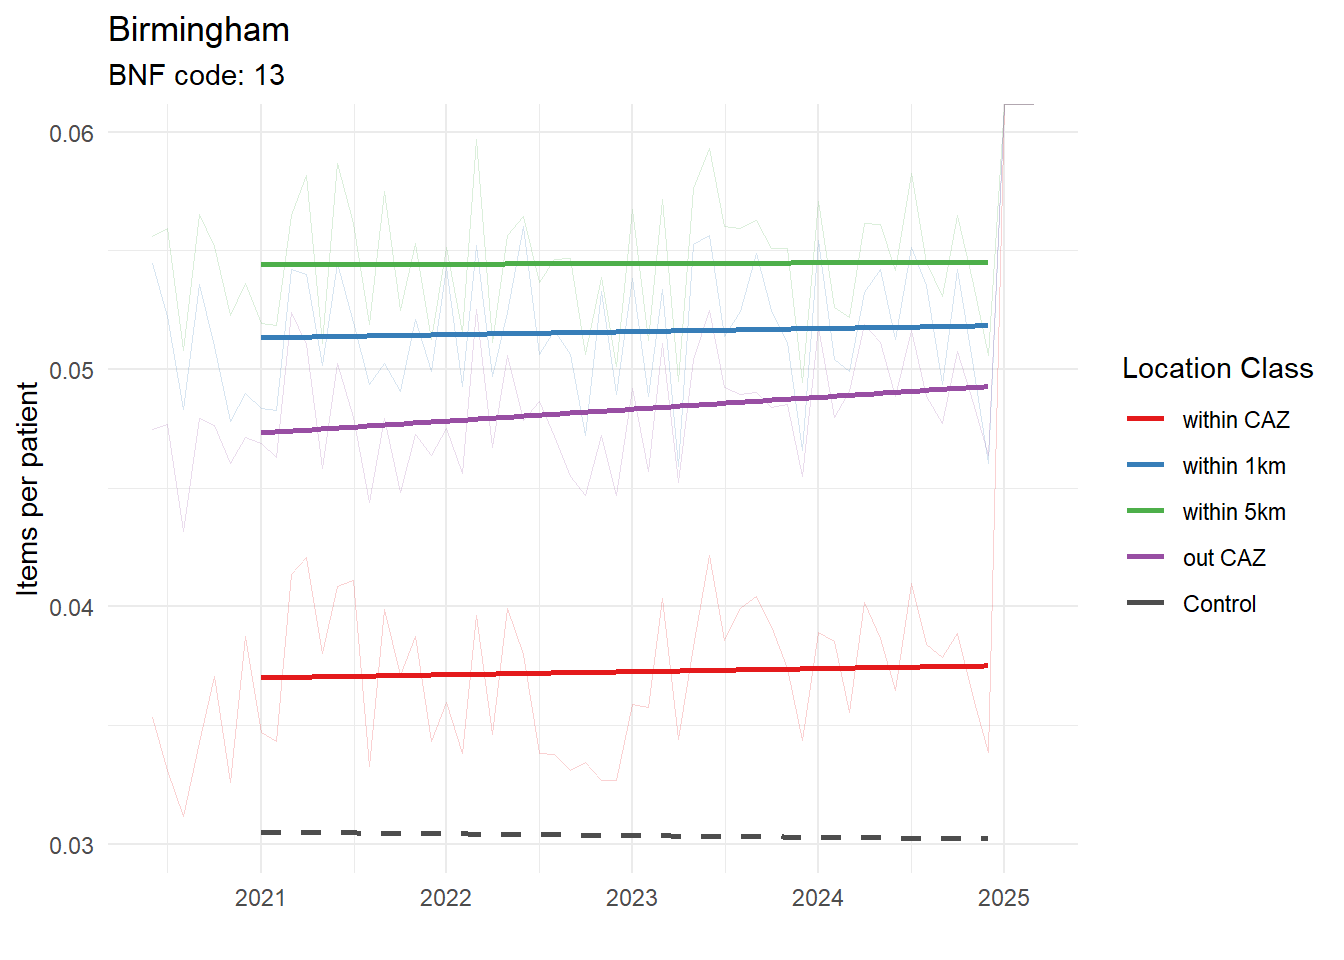 Birmingham
BNF code: 13
Items per patient
0.06
0.05
0.04
0.03
2021 2022 2023 2024 2025
Location Class
within CAZ
within 1km
within 5km
out CAZ
Control